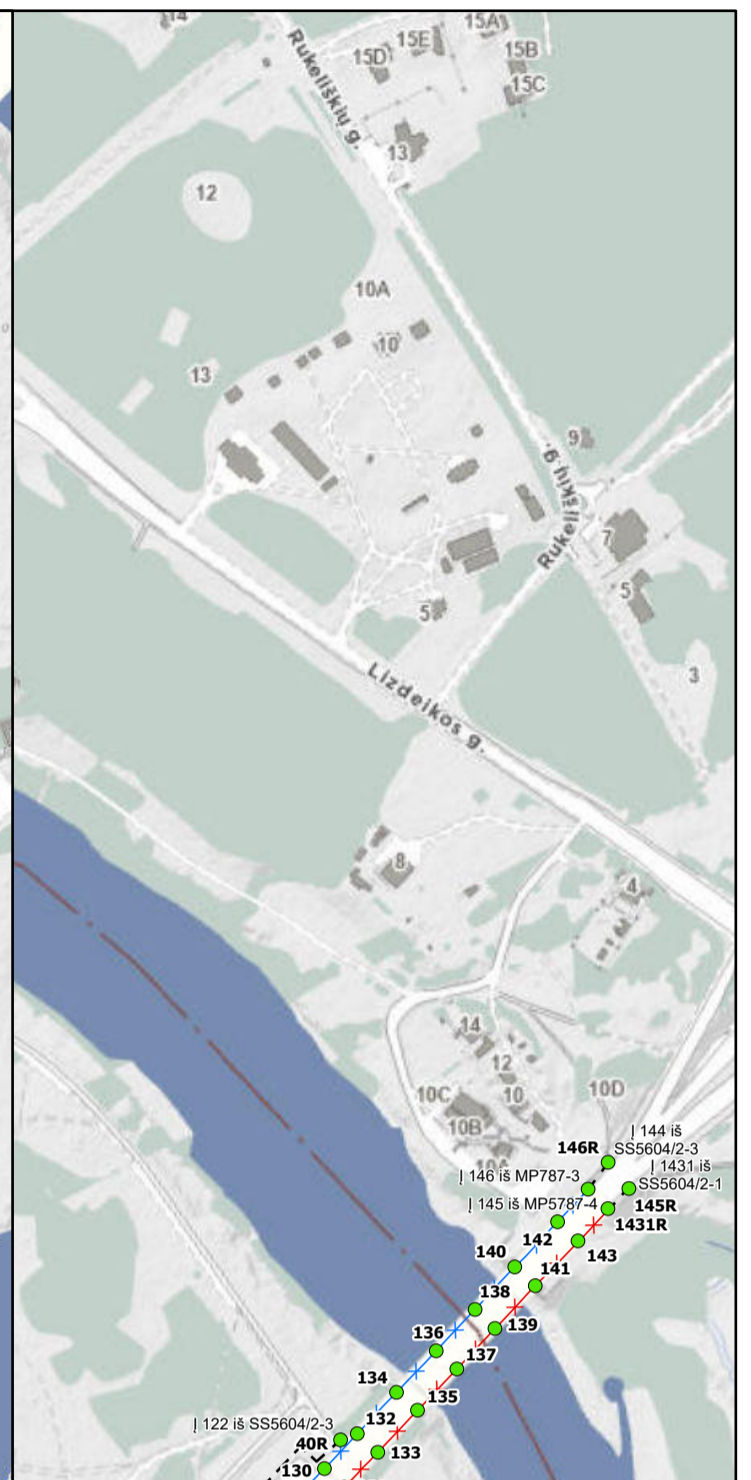 14
15A
15E
15D
15B
15C
Rukeliškių g.
13
12
10A
10
13
9
Rukeliškių g.
7
5
5
3
Lizdeikos g.
8
4
14
12
10D
10C
10
10B
10A
Į 144 iš
SS5604/2-3
146R
Į 1431 iš
SS5604/2-1
Į 146 iš MP787-3
145R
Į 145 iš MP5787-4
1431R
142
143
140
141
138
139
136
137
134
135
Į 122 iš SS5604/2-3
132
40R
133
130